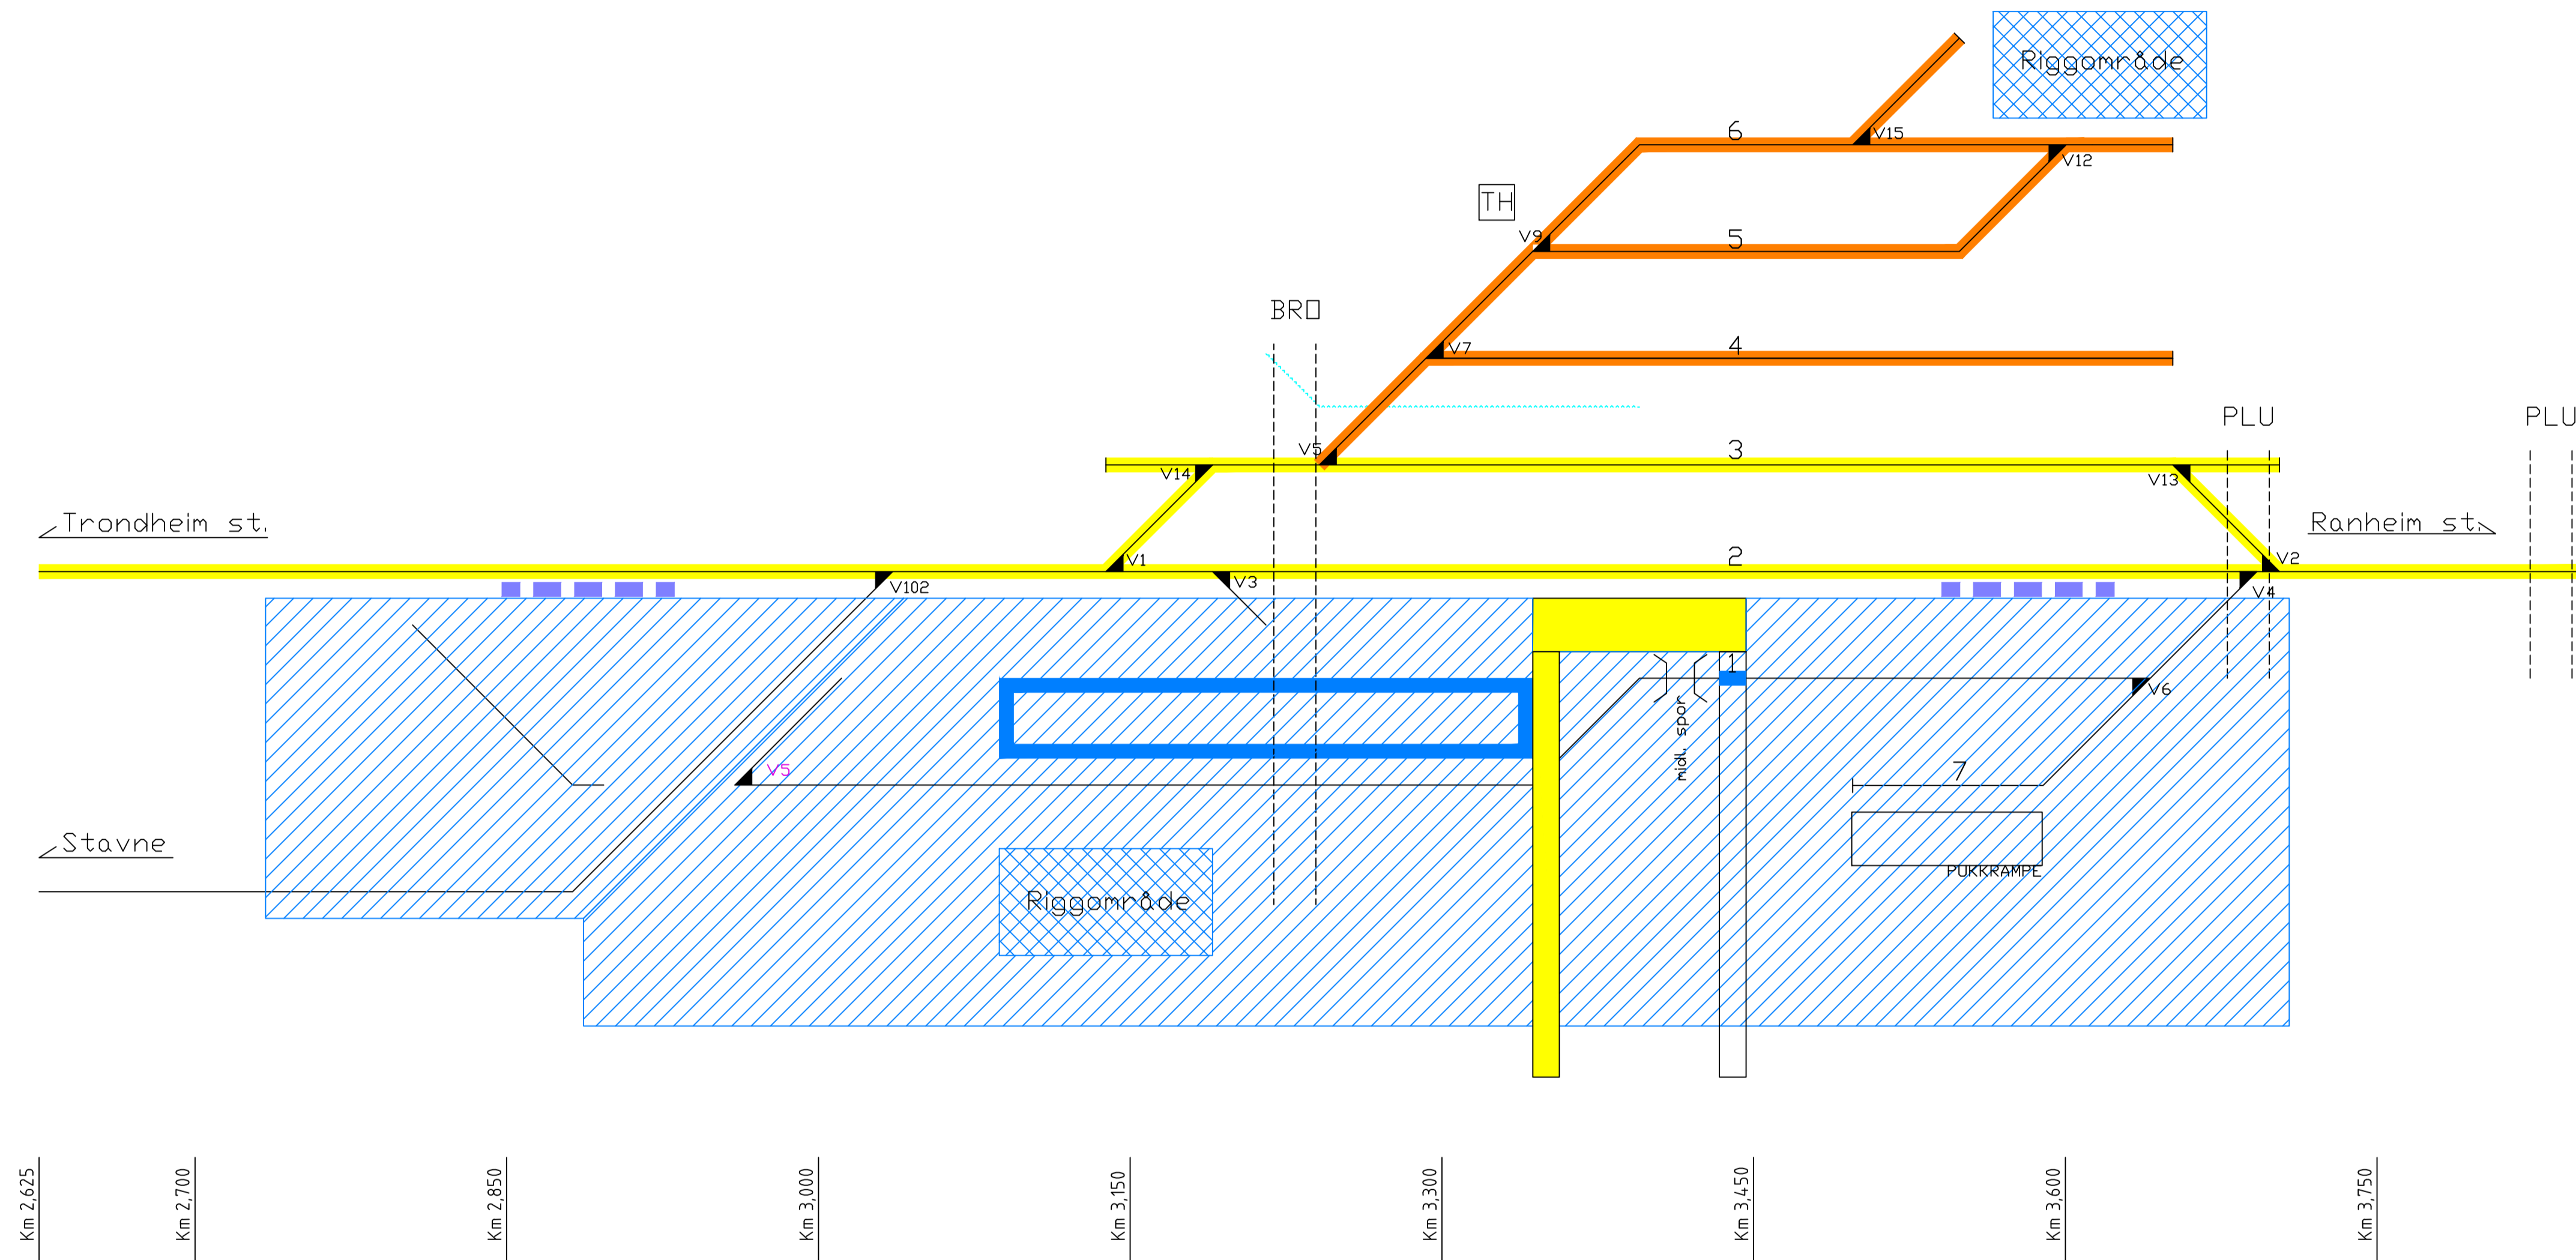 Riggområde
6
V15
V12
TH
V9
5
BRO
V7
4
PLU
PLU
V5
3
V14
V13
Trondheim st.
Ranheim st.
2
V1
V2
V102
V3
V4
1
V6
midl. spor
V5
7
Stavne
PUKKRAMPE
Riggområde
Km 2,625
Km 2,700
Km 2,850
Km 3,000
Km 3,150
Km 3,300
Km 3,450
Km 3,600
Km 3,750